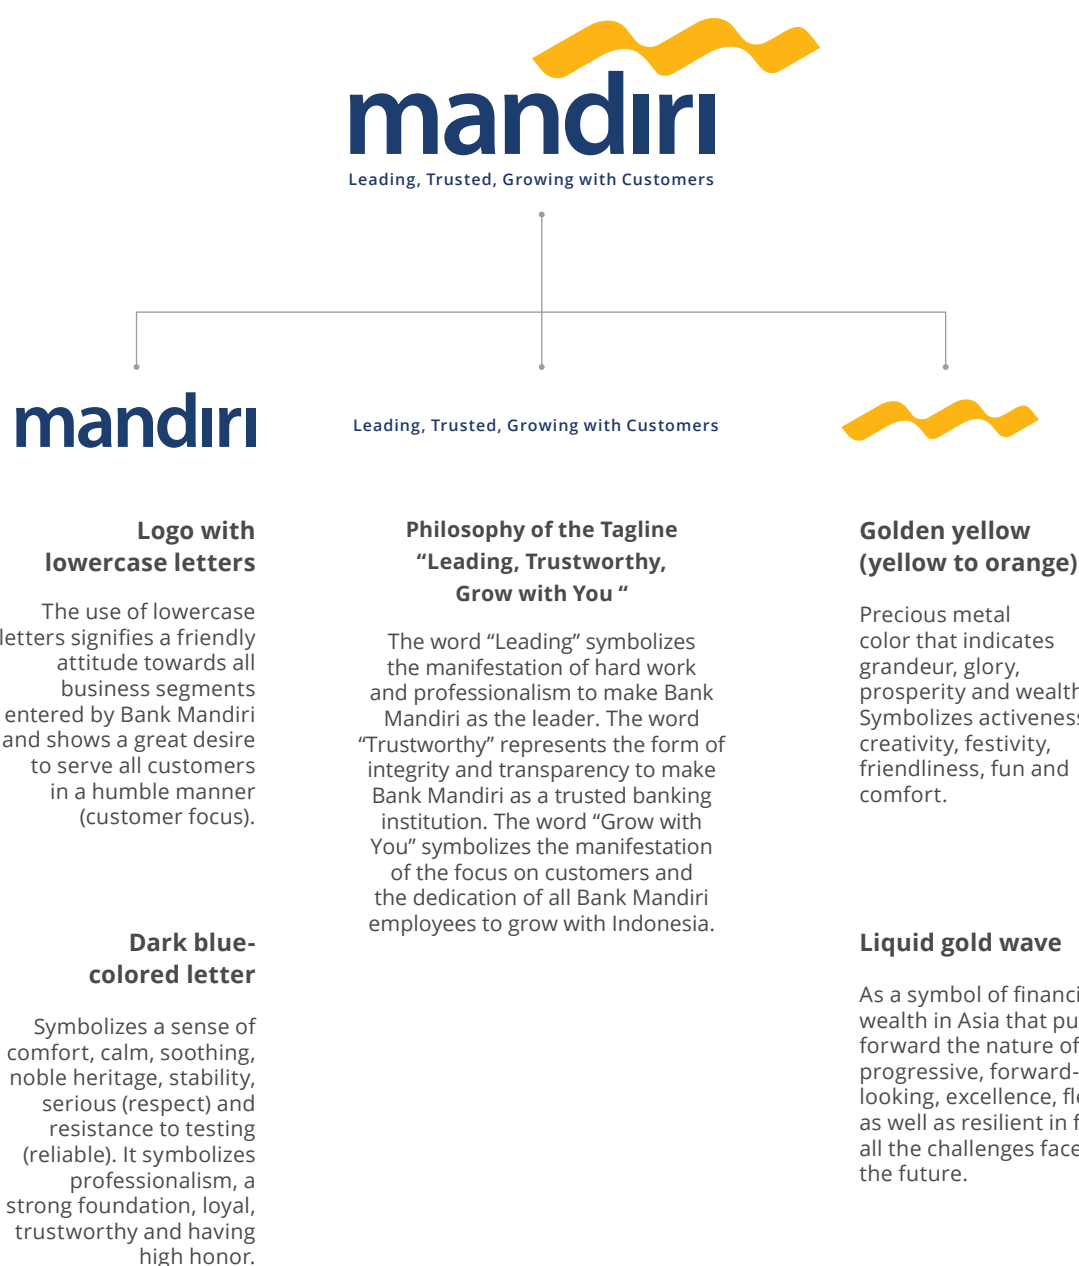 mandırı
Leading, Trusted, Growing with Customers
mandırı
Leading, Trusted, Growing with Customers
Logo with
lowercase letters
The use of lowercase
letters signifies a friendly
attitude towards all
business segments
entered by Bank Mandiri
and shows a great desire
to serve all customers
in a humble manner
(customer focus).
Dark blue-
colored letter
Symbolizes a sense of
comfort, calm, soothing,
noble heritage, stability,
serious (respect) and
resistance to testing
(reliable). It symbolizes
professionalism, a
strong foundation, loyal,
trustworthy and having
high honor.
Philosophy of the Tagline
“Leading, Trustworthy,
Grow with You “
The word “Leading” symbolizes
the manifestation of hard work
and professionalism to make Bank
Mandiri as the leader. The word
“Trustworthy” represents the form of
integrity and transparency to make
Bank Mandiri as a trusted banking
institution. The word “Grow with
You” symbolizes the manifestation
of the focus on customers and
the dedication of all Bank Mandiri
employees to grow with Indonesia.
Golden yellow
(yellow to orange)
Precious metal
color that indicates
grandeur, glory,
prosperity and wealth
Symbolizes activeness
creativity, festivity,
friendliness, fun and
comfort.
Liquid gold wave
As a symbol of
wealth in Asia that
forward the nature of
progressive, forward-
looking, excellence,
as well as resilient in
all the challenges
the future.